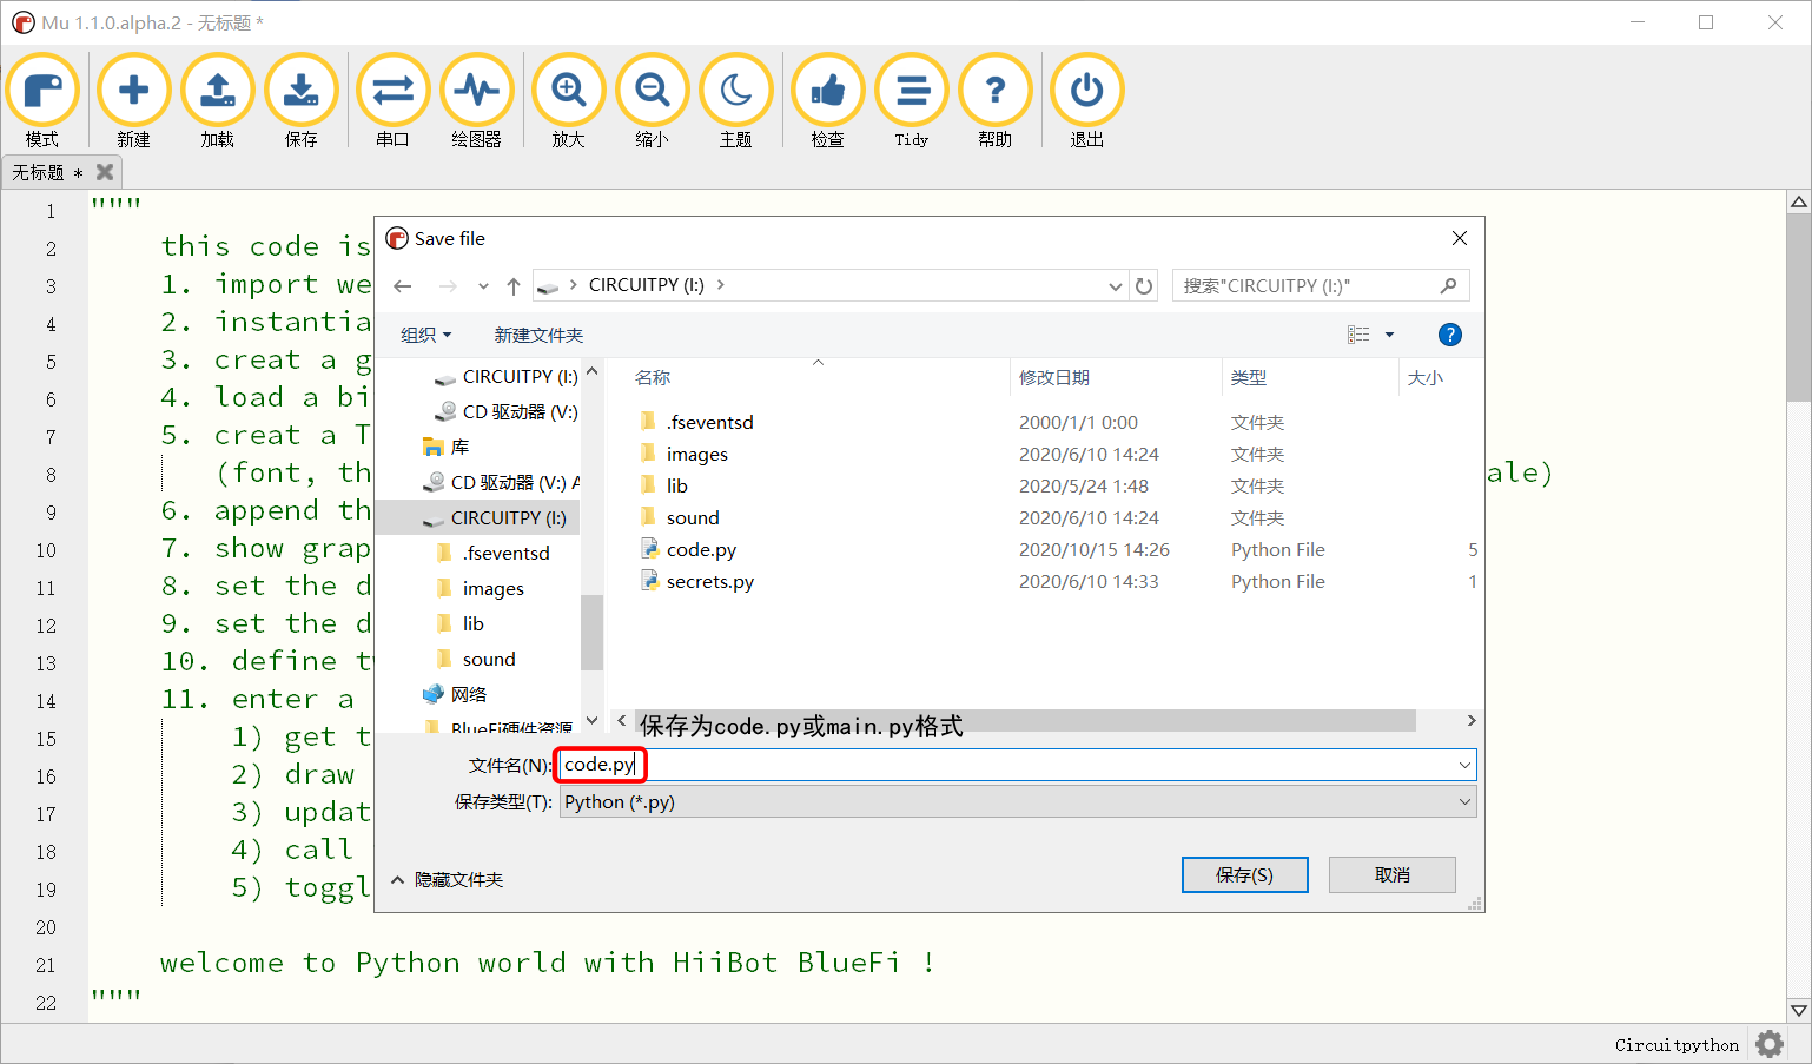 Mu 1.1.0.alpha.2 - 无标题 *
模式 新建 加载 保存 串口 绘图器 放大 缩小 主题 检查 Tidy 帮助 退出
无标题 *
1 """
2 this code is
3 1. import we
4 2. instantia
5 3. creat a g
6 4. load a bi
7 5. creat a T
8 (font, th ale)
9 6. append th
10 7. show grap
11 8. set the d
12 9. set the d
13 10. define t
14 11. enter a
15 1) get t
16 2) draw
17 3) updat
18 4) call
19 5) toggl
20
21 welcome to Python world with HiiBot BlueFi !
22 """
Save file
CIRCUITPY (I:)
搜索"CIRCUITPY (I:)"
组织 新建文件夹
CIRCUITPY (I:)
CD 驱动器 (V:)
库
CD 驱动器 (V:) A
CIRCUITPY (I:)
.fseventsd
images
lib
sound
网络
BlueFi硬件资源
名称 修改日期 类型 大小
.fseventsd 2000/1/1 0:00 文件夹
images 2020/6/10 14:24 文件夹
lib 2020/5/24 1:48 文件夹
sound 2020/6/10 14:24 文件夹
code.py 2020/10/15 14:26 Python File 5
secrets.py 2020/6/10 14:33 Python File 1
保存为code.py或main.py格式
文件名(N): code.py
保存类型(T): Python (*.py)
隐藏文件夹
保存(S) 取消
Circuitpython